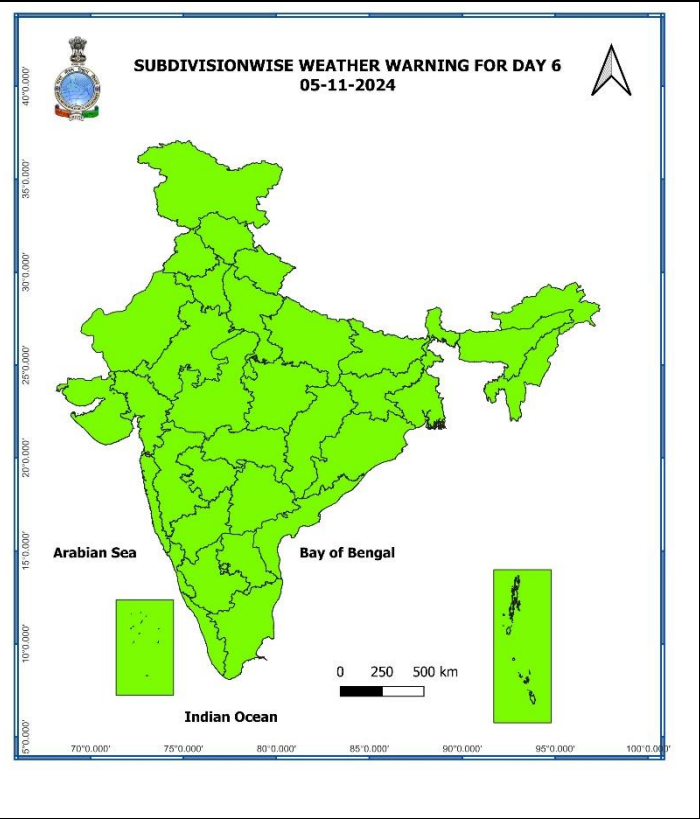 SUBDIVISIONWISE WEATHER WARNING FOR DAY 6
05-11-2024
40°0.000'
35°0.000'
30°0.000'
25°0.000'
20°0.000'
15°0.000'
10°0.000'
5°0.000'
Arabian Sea
Bay of Bengal
0 250 500 km
Indian Ocean
70°0.000' 75°0.000' 80°0.000' 85°0.000' 90°0.000' 95°0.000' 100°0.000'